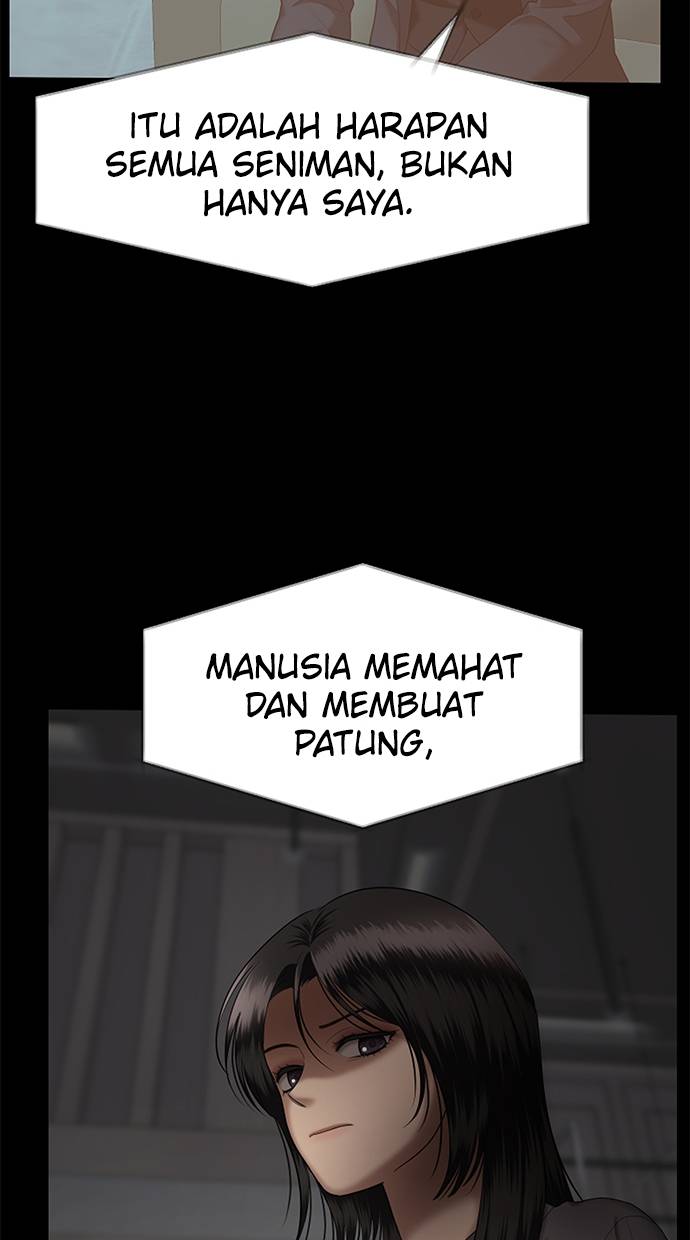 ITU ADALAH HARAPAN
SEMUA SENIMAN, BUKAN
HANYA SAYA.
MANUSIA MEMAHAT
DAN MEMBUAT
PATUNG,